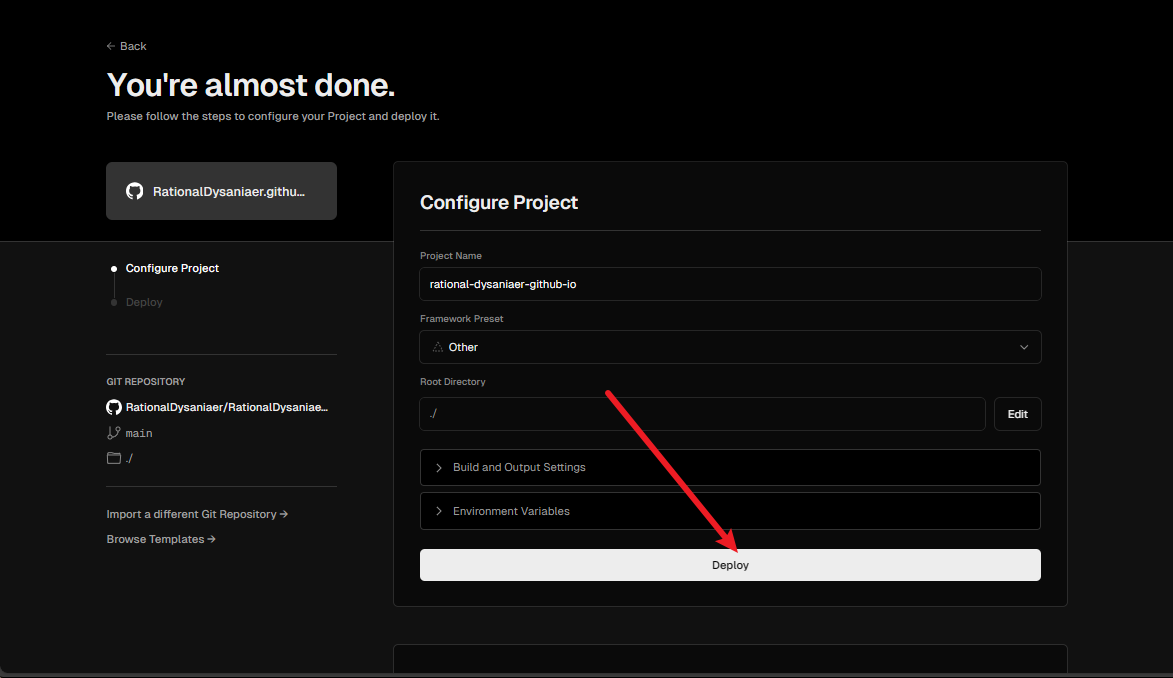 ← Back
You're almost done.
Please follow the steps to configure your Project and deploy it.
RationalDysaniaer.githu...
Configure Project
Deploy
GIT REPOSITORY
RationalDysaniaer/RationalDysaniae...
main
./
Import a different Git Repository →
Browse Templates →
Configure Project
Project Name
rational-dysaniaer-github-io
Framework Preset
Other
Root Directory
./
Edit
Build and Output Settings
Environment Variables
Deploy